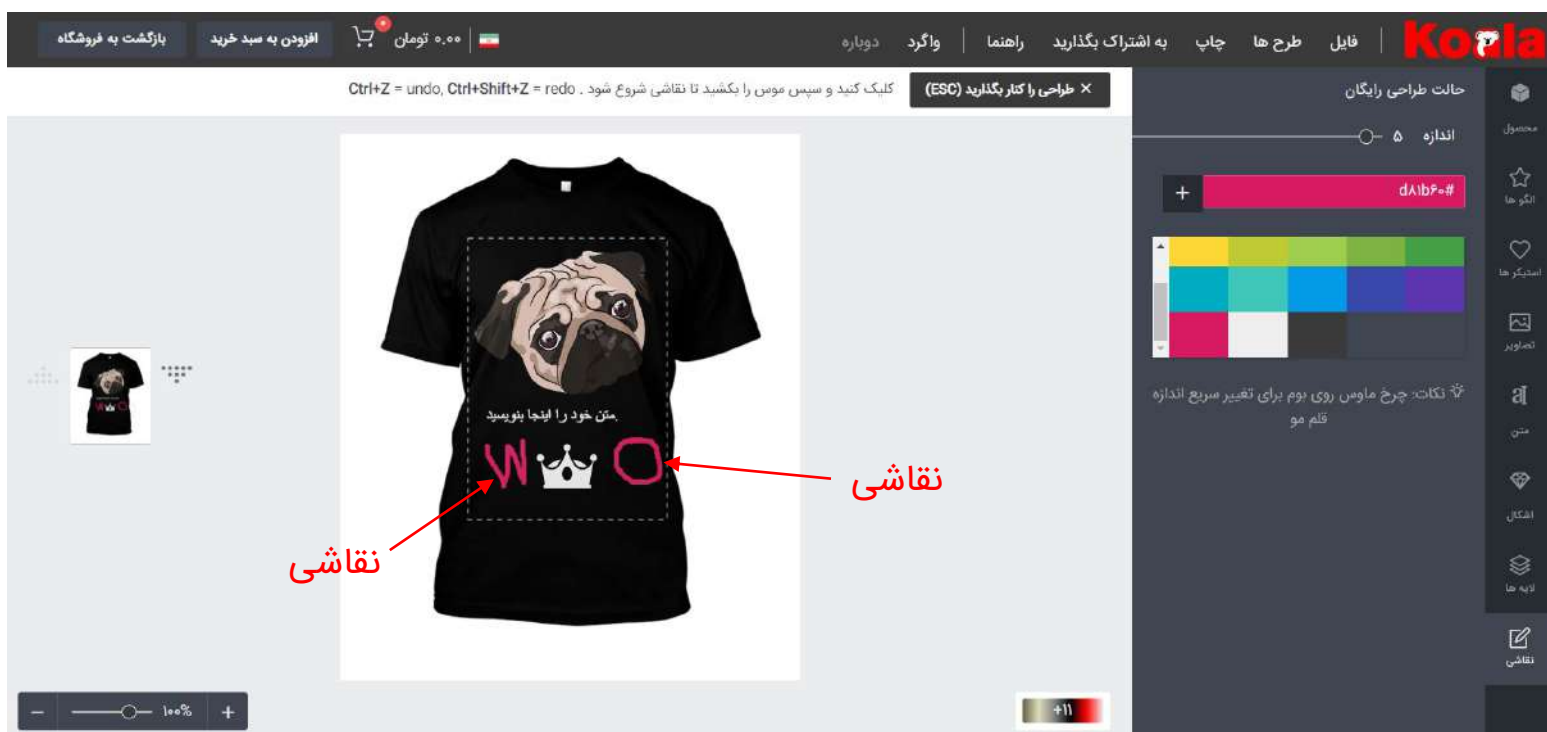 Koala
فایل
طرح ها
چاپ
به اشتراک بگذارید
راهنما
واگرد
دوباره
۰.۰۰ تومان
۰
افزودن به سبد خرید
بازگشت به فروشگاه
حالت طراحی رایگان
اندازه ۵
#d۸۱b۶۰
+
نکات: چرخ ماوس روی بوم برای تغییر سریع اندازه
قلم مو
محصول
الگو ها
استیکر ها
تصاویر
متن
اشکال
لایه ها
نقاشی
× طراحی را کنار بگذارید (ESC)
کلیک کنید و سپس موس را بکشید تا نقاشی شروع شود . Ctrl+Z = undo, Ctrl+Shift+Z = redo
متن خود را اینجا بنویسید.
W O
نقاشی
نقاشی
+۱۱
− ۱۰۰% +